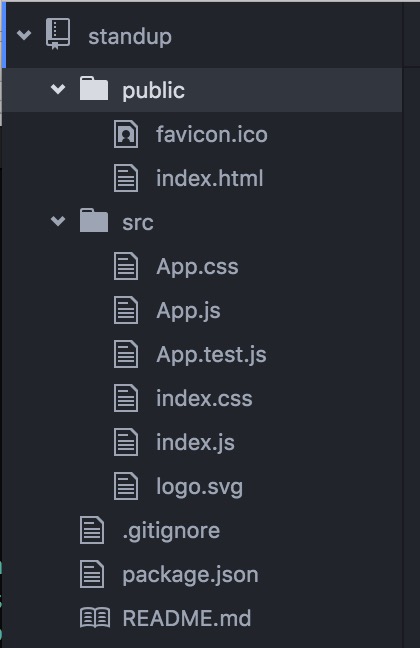 standup
public
favicon.ico
index.html
src
App.css
App.js
App.test.js
index.css
index.js
logo.svg
.gitignore
package.json
README.md